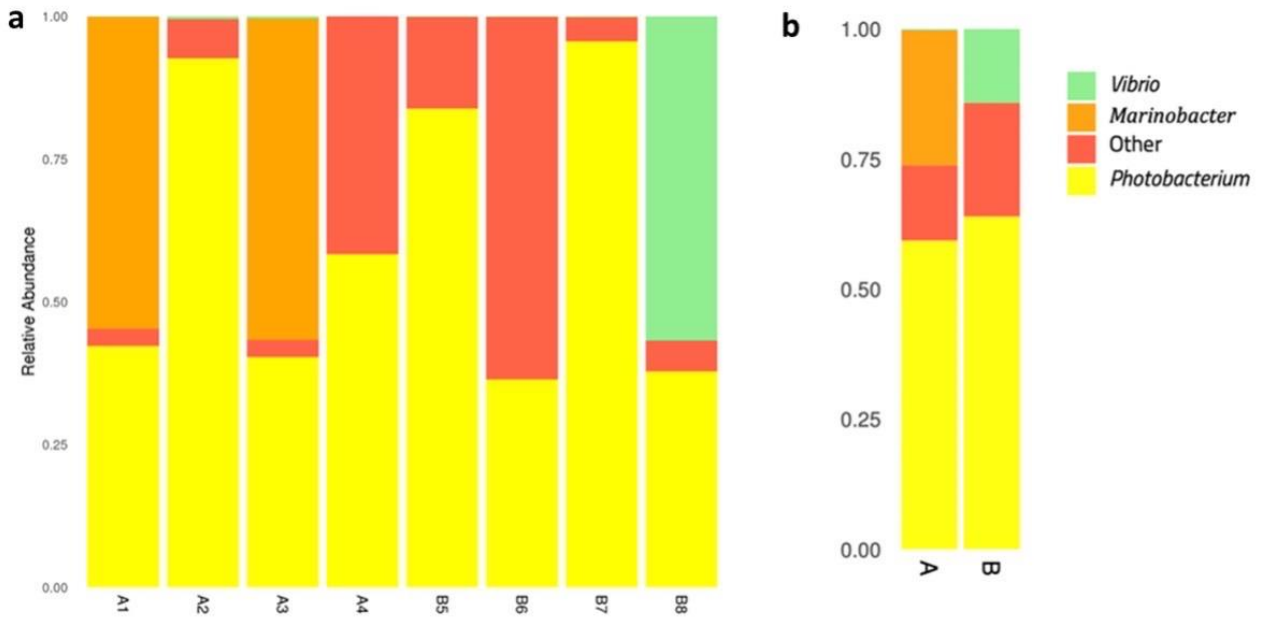 a
1.00
0.75
0.50
0.25
0.00
Relative Abundance
A1
A2
A3
A4
B5
B6
B7
B8
b
1.00
0.75
0.50
0.25
0.00
A
B
Vibrio
Marinobacter
Other
Photobacterium